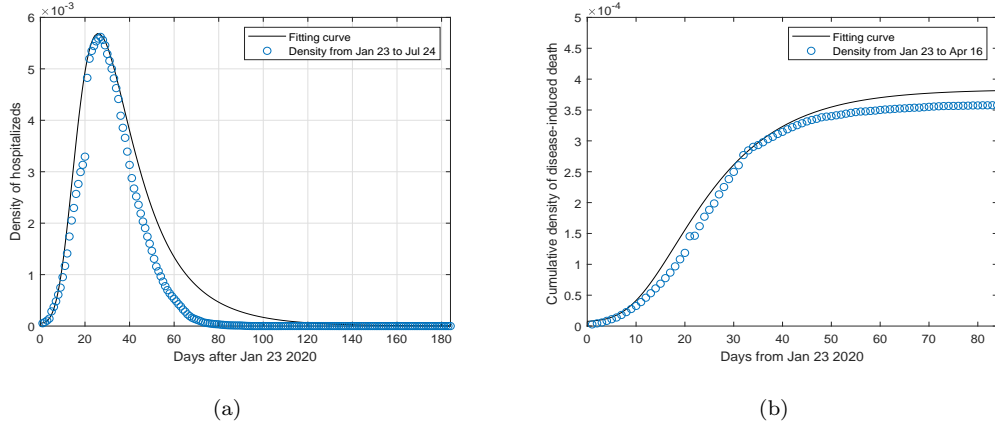 ×10⁻³
6
5
4
3
2
1
0
Density of hospitalizeds
Fitting curve
Density from Jan 23 to Jul 24
0 20 40 60 80 100 120 140 160 180
Days after Jan 23 2020
(a)
×10⁻⁴
5
4.5
4
3.5
3
2.5
2
1.5
1
0.5
0
Cumulative density of disease-induced death
Fitting curve
Density from Jan 23 to Apr 16
0 10 20 30 40 50 60 70 80
Days from Jan 23 2020
(b)